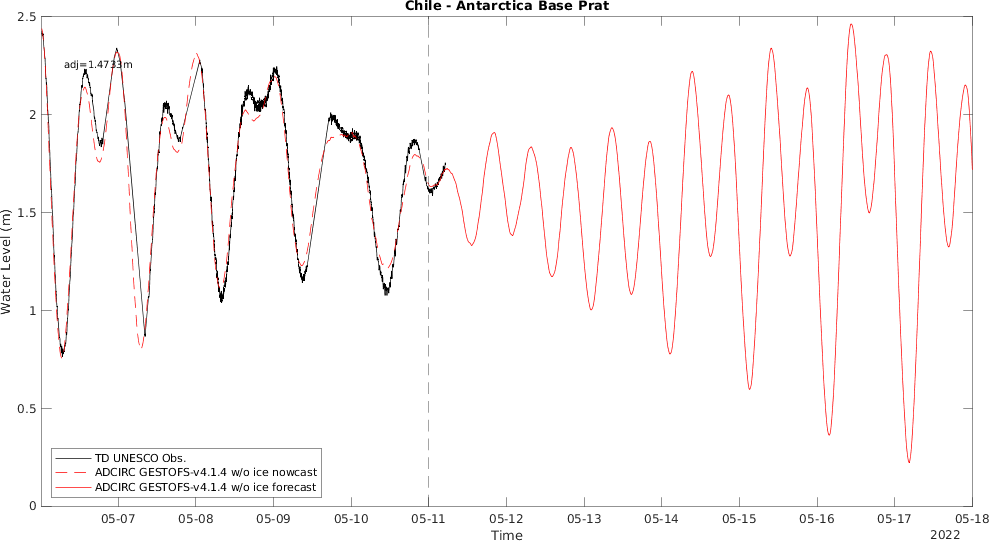 Chile - Antarctica Base Prat
adj=1.4733m
Water Level (m)
2.5
2
1.5
1
0.5
0
TD UNESCO Obs.
ADCIRC GESTOFS-v4.1.4 w/o ice nowcast
ADCIRC GESTOFS-v4.1.4 w/o ice forecast
05-07 05-08 05-09 05-10 05-11 05-12 05-13 05-14 05-15 05-16 05-17 05-18
Time
2022